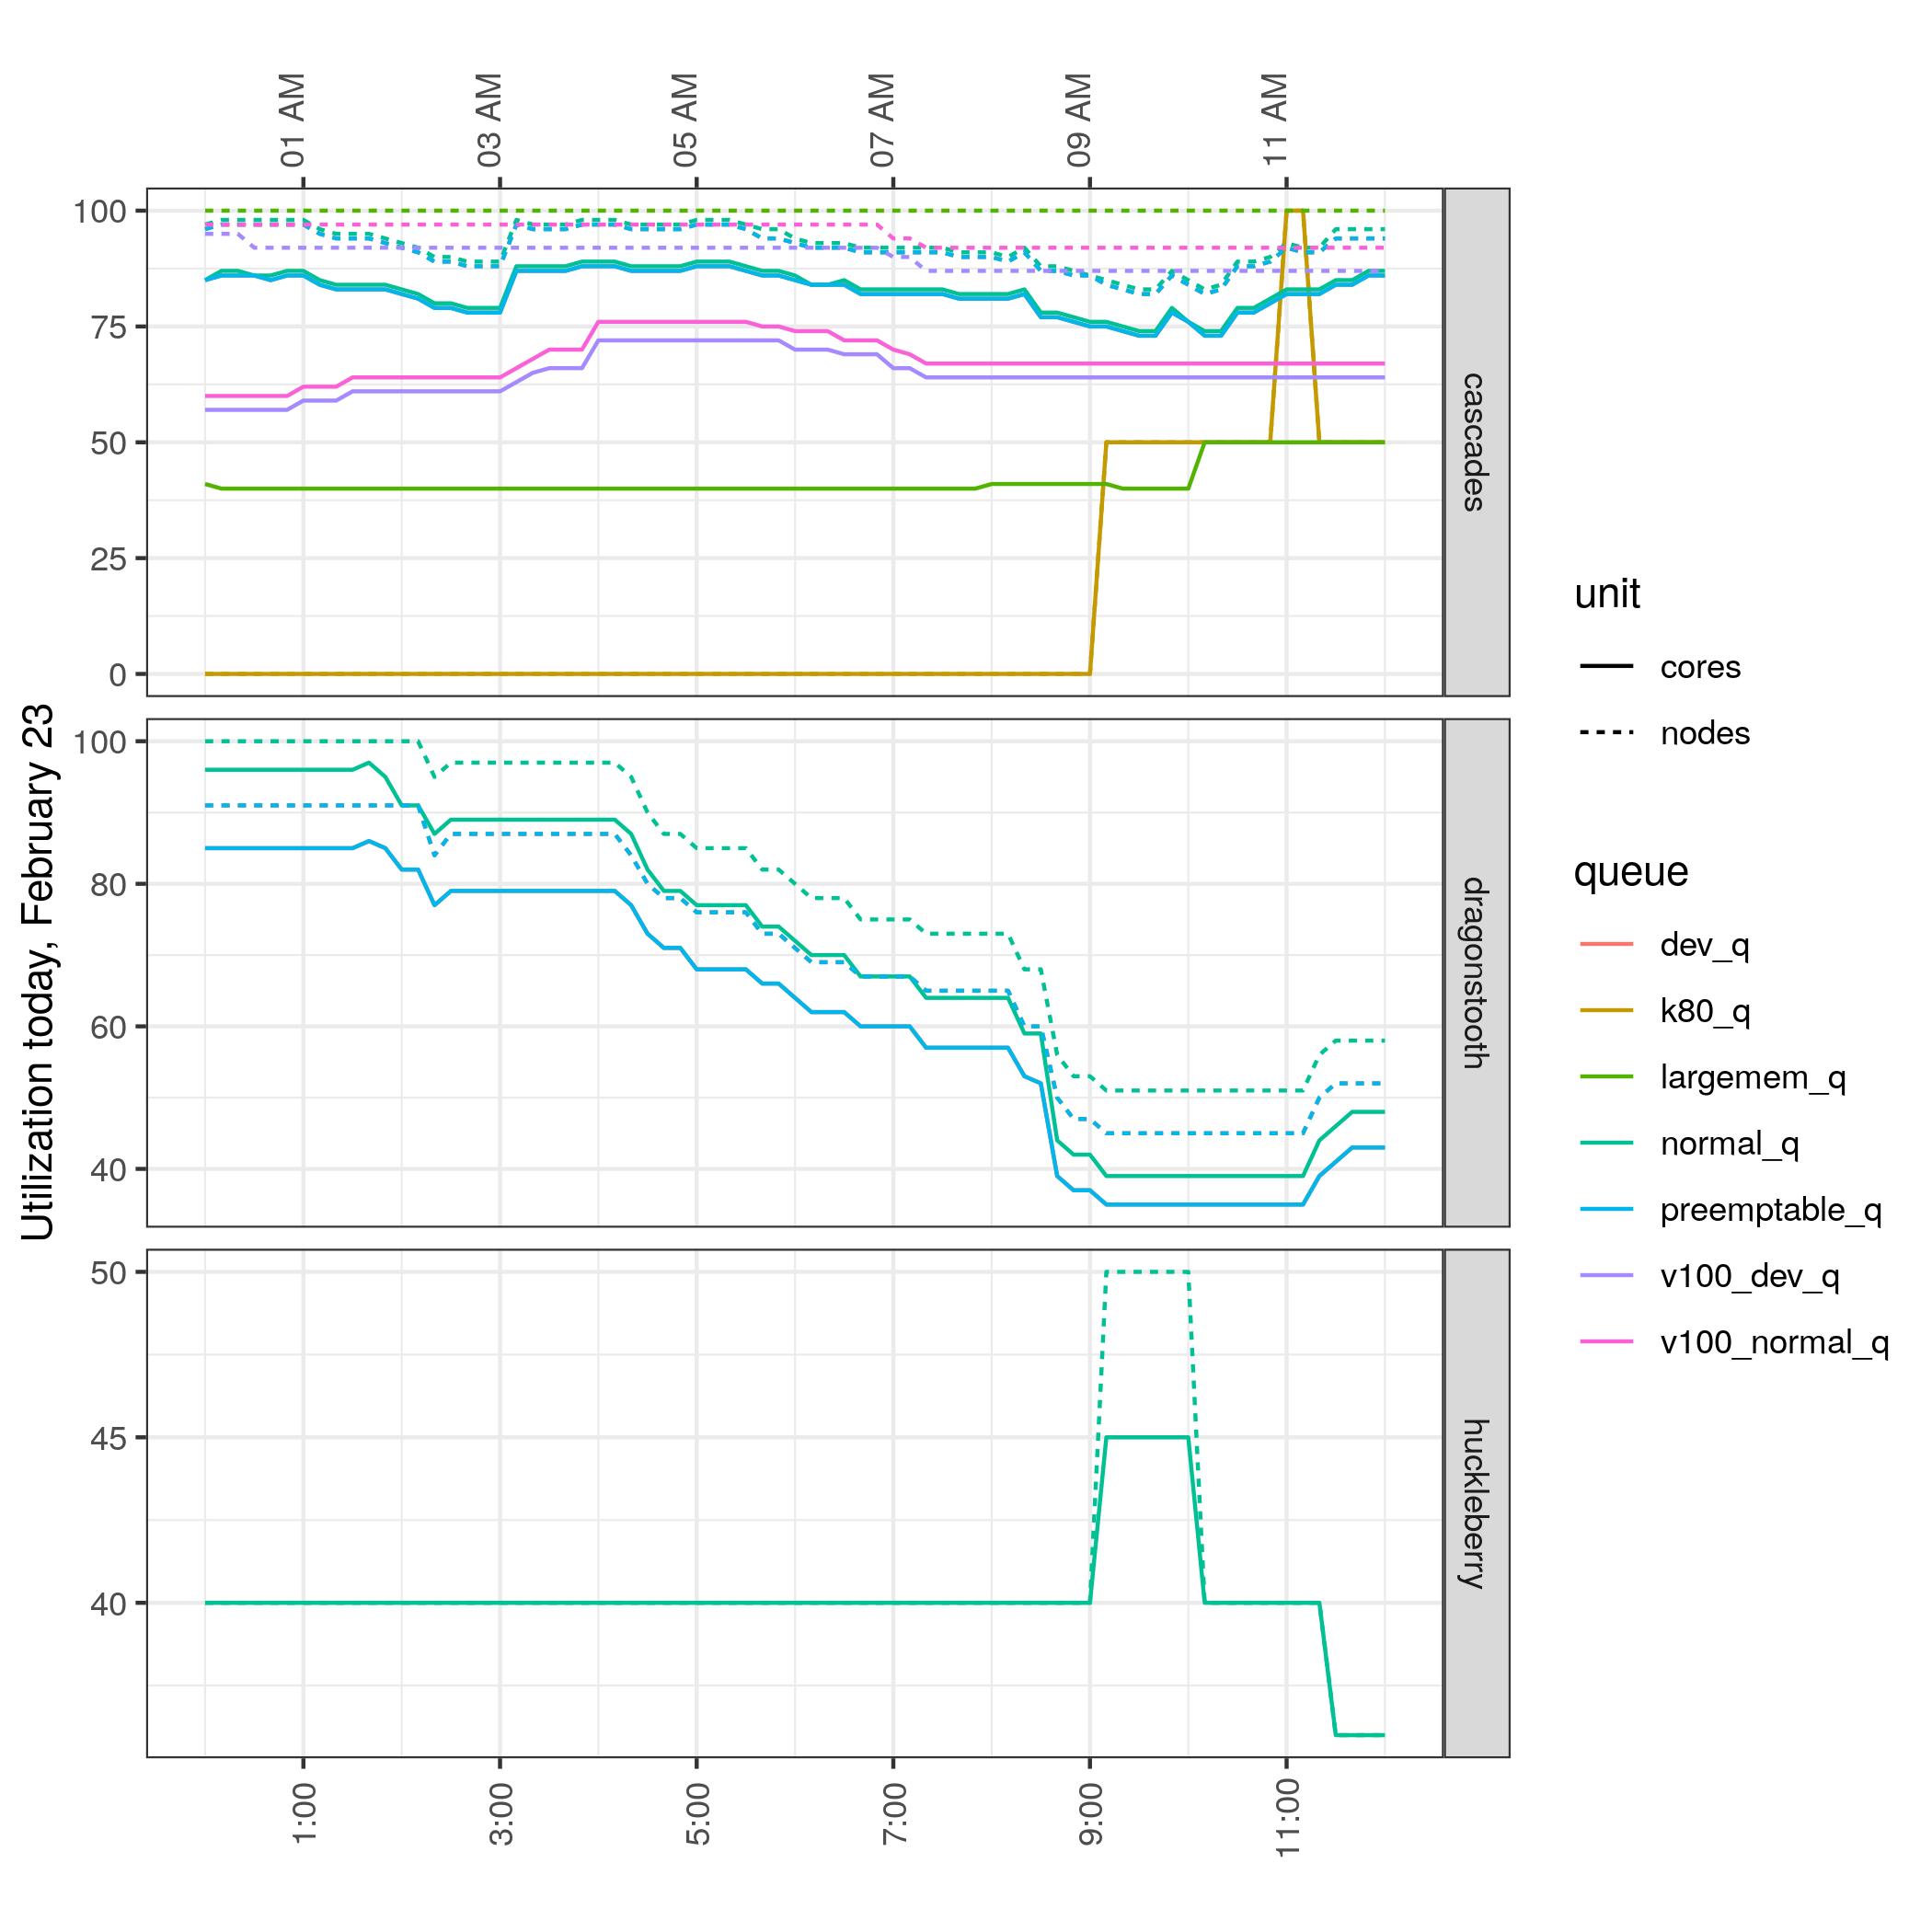 01 AM
03 AM
05 AM
07 AM
09 AM
11 AM
Utilization today, February 23
100
75
50
25
0
cascades
100
80
60
40
dragonstooth
50
45
40
huckleberry
1:00
3:00
5:00
7:00
9:00
11:00
unit
cores
nodes
queue
dev_q
k80_q
largemem_q
normal_q
preemptable_q
v100_dev_q
v100_normal_q